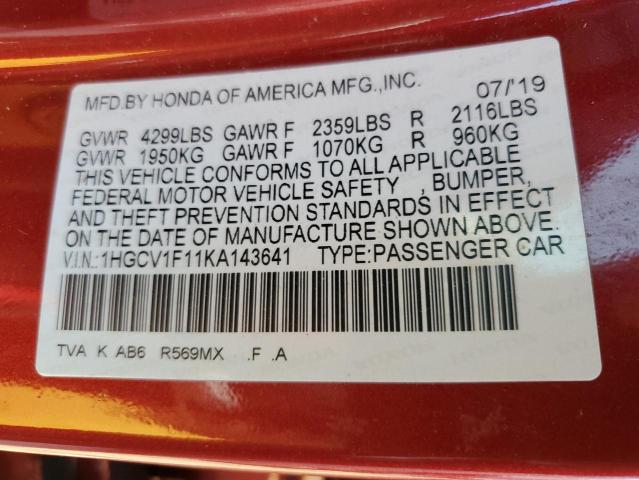 MFD.BY HONDA OF AMERICA MFG.,INC. 07/'19
GVWR 4299LBS GAWR F 2359LBS R 2116LBS
GVWR 1950KG GAWR F 1070KG R 960KG
THIS VEHICLE CONFORMS TO ALL APPLICABLE
FEDERAL MOTOR VEHICLE SAFETY , BUMPER,
AND THEFT PREVENTION STANDARDS IN EFFECT
ON THE DATE OF MANUFACTURE SHOWN ABOVE.
V.I.N.:1HGCV1F11KA143641 TYPE:PASSENGER CAR
TVA K AB6 R569MX .F .A